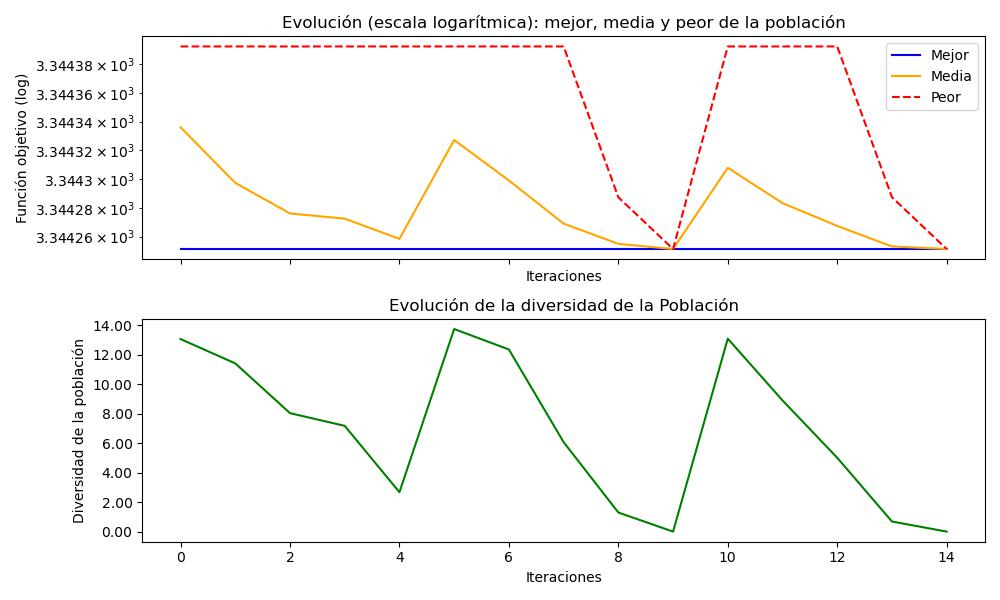 Evolución (escala logarítmica): mejor, media y peor de la población
Función objetivo (log)
3.34438 × 10³
3.34436 × 10³
3.34434 × 10³
3.34432 × 10³
3.3443 × 10³
3.34428 × 10³
3.34426 × 10³
Mejor
Media
Peor
Iteraciones
Evolución de la diversidad de la Población
Diversidad de la población
14.00
12.00
10.00
8.00
6.00
4.00
2.00
0.00
0 2 4 6 8 10 12 14
Iteraciones